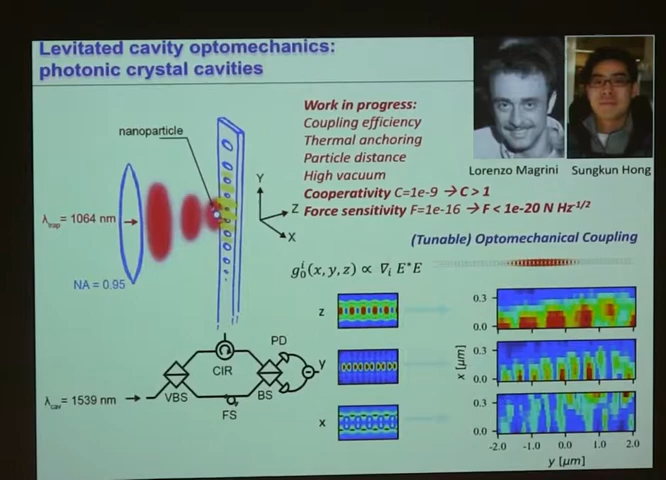 Levitated cavity optomechanics:
photonic crystal cavities
nanoparticle
λtrap = 1064 nm
NA = 0.95
Y
Z
X
Work in progress:
Coupling efficiency
Thermal anchoring
Particle distance
High vacuum
Cooperativity C=1e-9 → C > 1
Force sensitivity F=1e-16 → F < 1e-20 N Hz-1/2
Lorenzo Magrini
Sungkun Hong
(Tunable) Optomechanical Coupling
g₀ⁱ(x, y, z) ∝ ∇ᵢ E*E
z
y
x
0.3
0.0
0.3
0.0
0.3
0.0
x [μm]
-2.0 -1.0 0.0 1.0 2.0
y [μm]
λcav = 1539 nm
VBS
CIR
FS
BS
PD
-